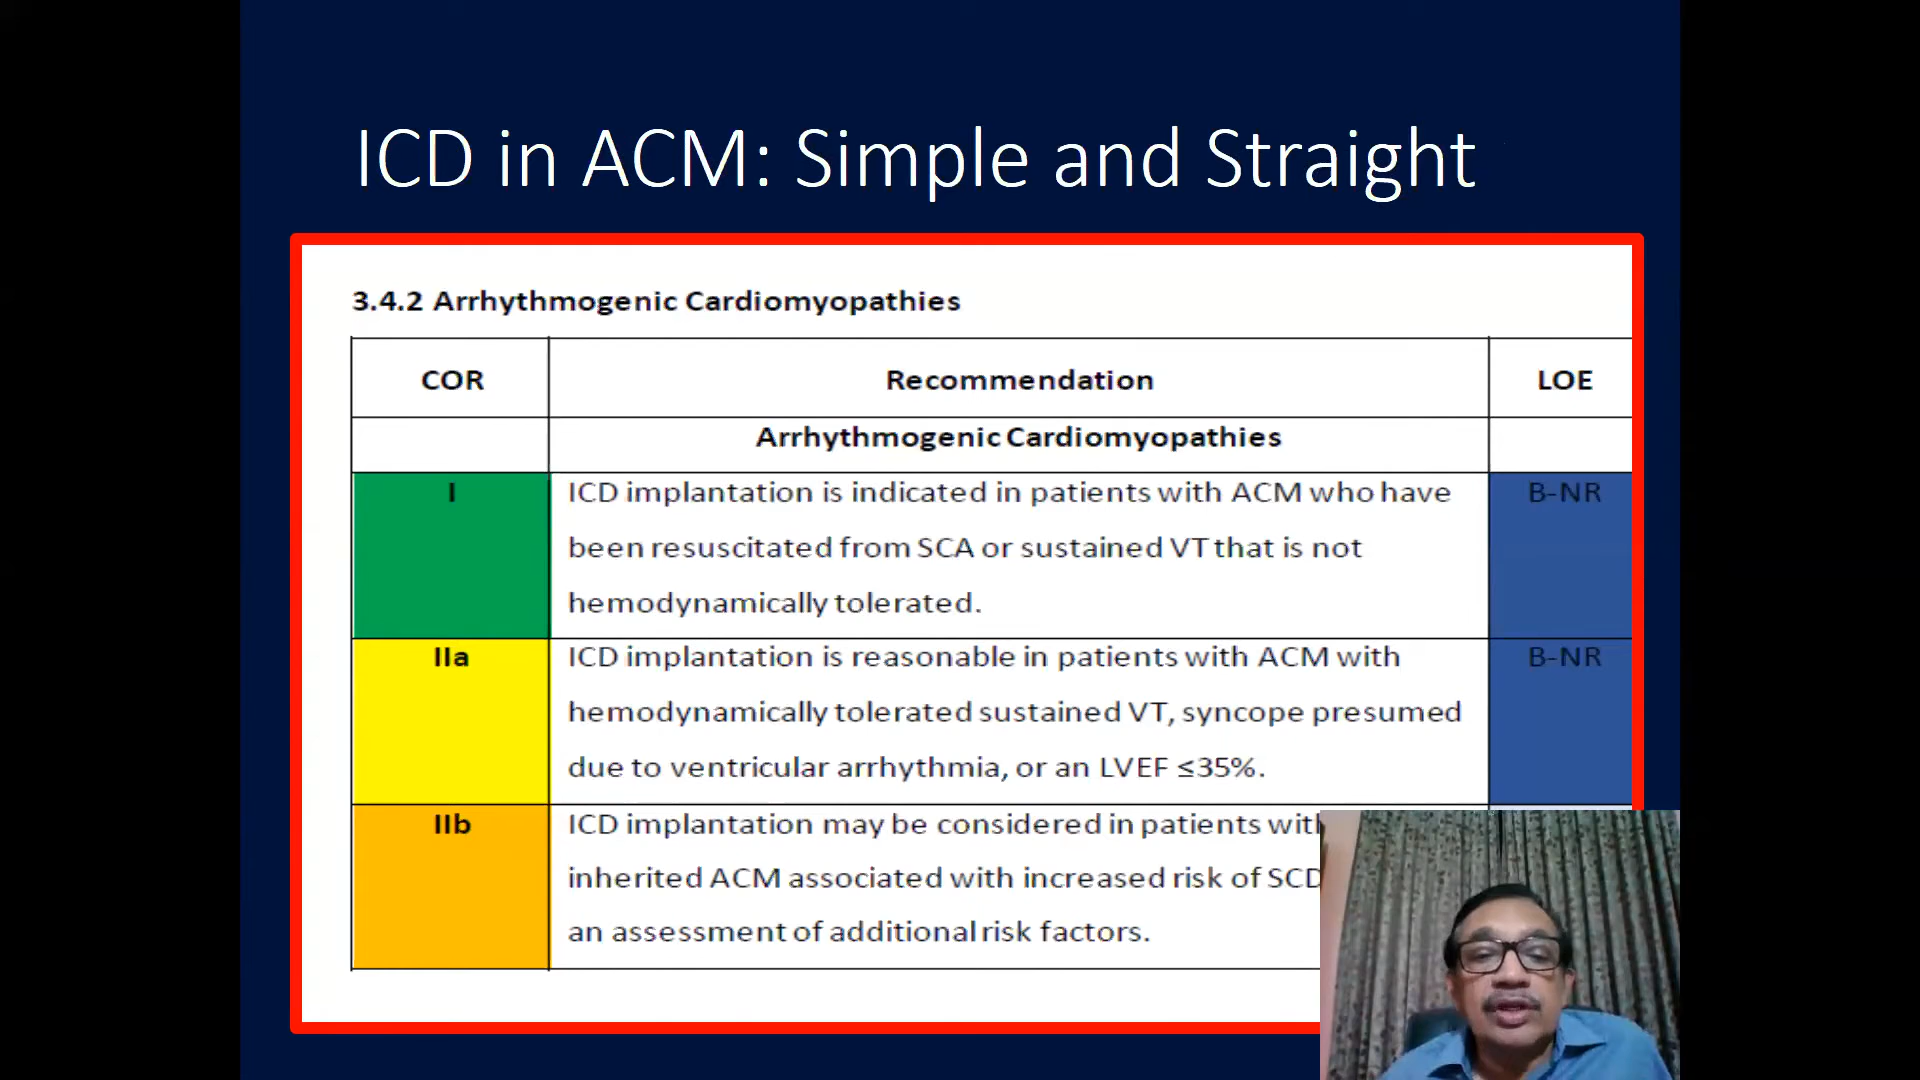 ICD in ACM: Simple and Straight
3.4.2 Arrhythmogenic Cardiomyopathies
COR Recommendation LOE
Arrhythmogenic Cardiomyopathies
I ICD implantation is indicated in patients with ACM who have B-NR
been resuscitated from SCA or sustained VT that is not
hemodynamically tolerated.
IIa ICD implantation is reasonable in patients with ACM with B-NR
hemodynamically tolerated sustained VT, syncope presumed
due to ventricular arrhythmia, or an LVEF ≤35%.
IIb ICD implantation may be considered in patients
inherited ACM associated with increased risk of SCD
an assessment of additional risk factors.